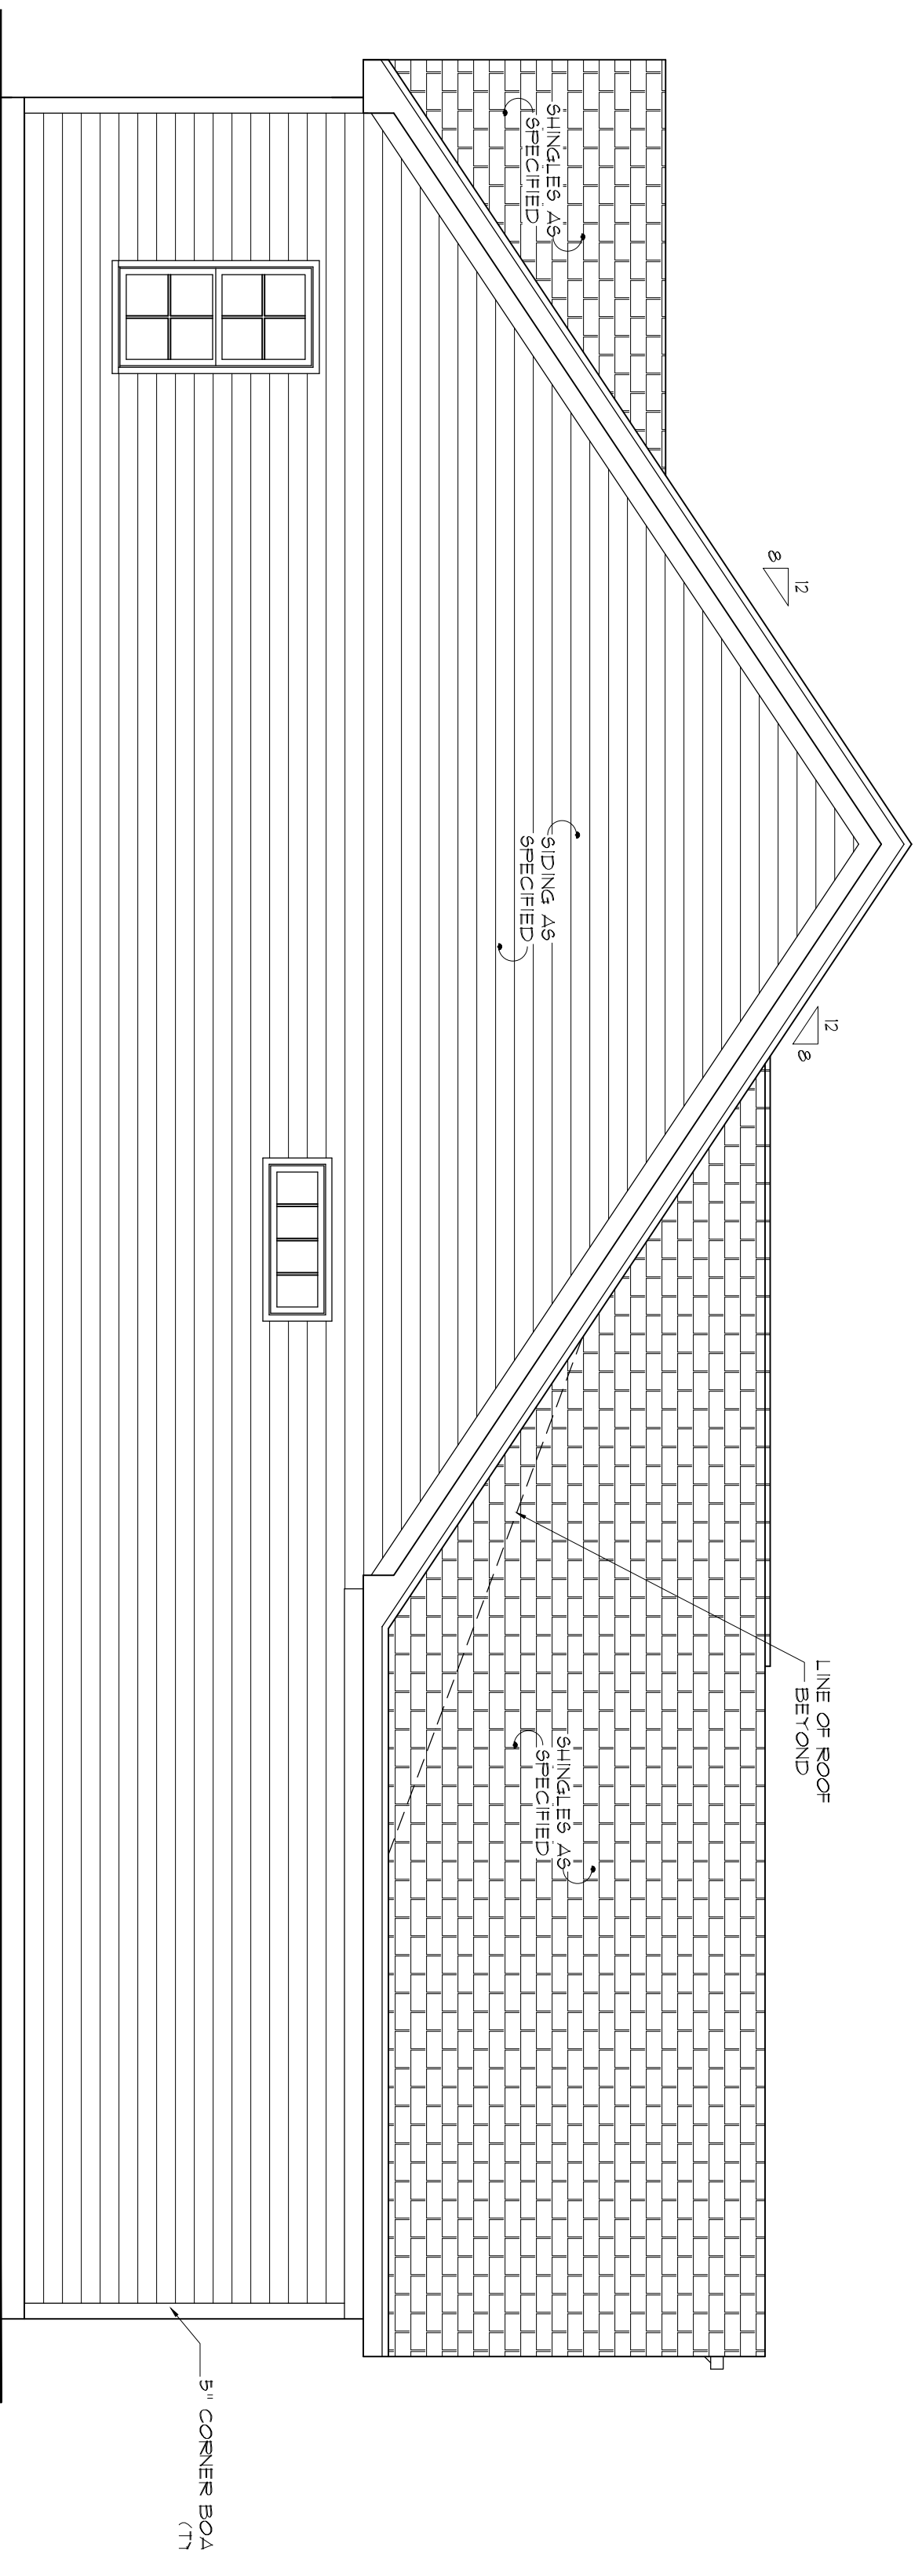 SHINGLES AS
SPECIFIED
8
12
12
8
SIDING AS
SPECIFIED
LINE OF ROOF
BEYOND
SHINGLES AS
SPECIFIED
5" CORNER BOA